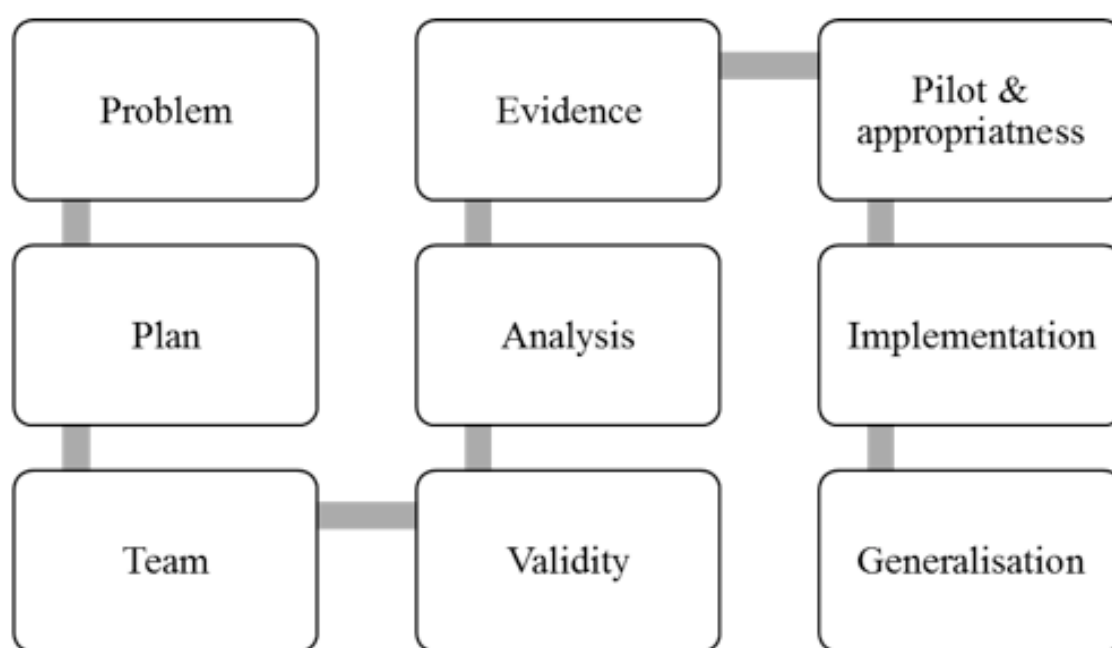 Problem
Plan
Team
Validity
Analysis
Evidence
Pilot &
appropriatness
Implementation
Generalisation